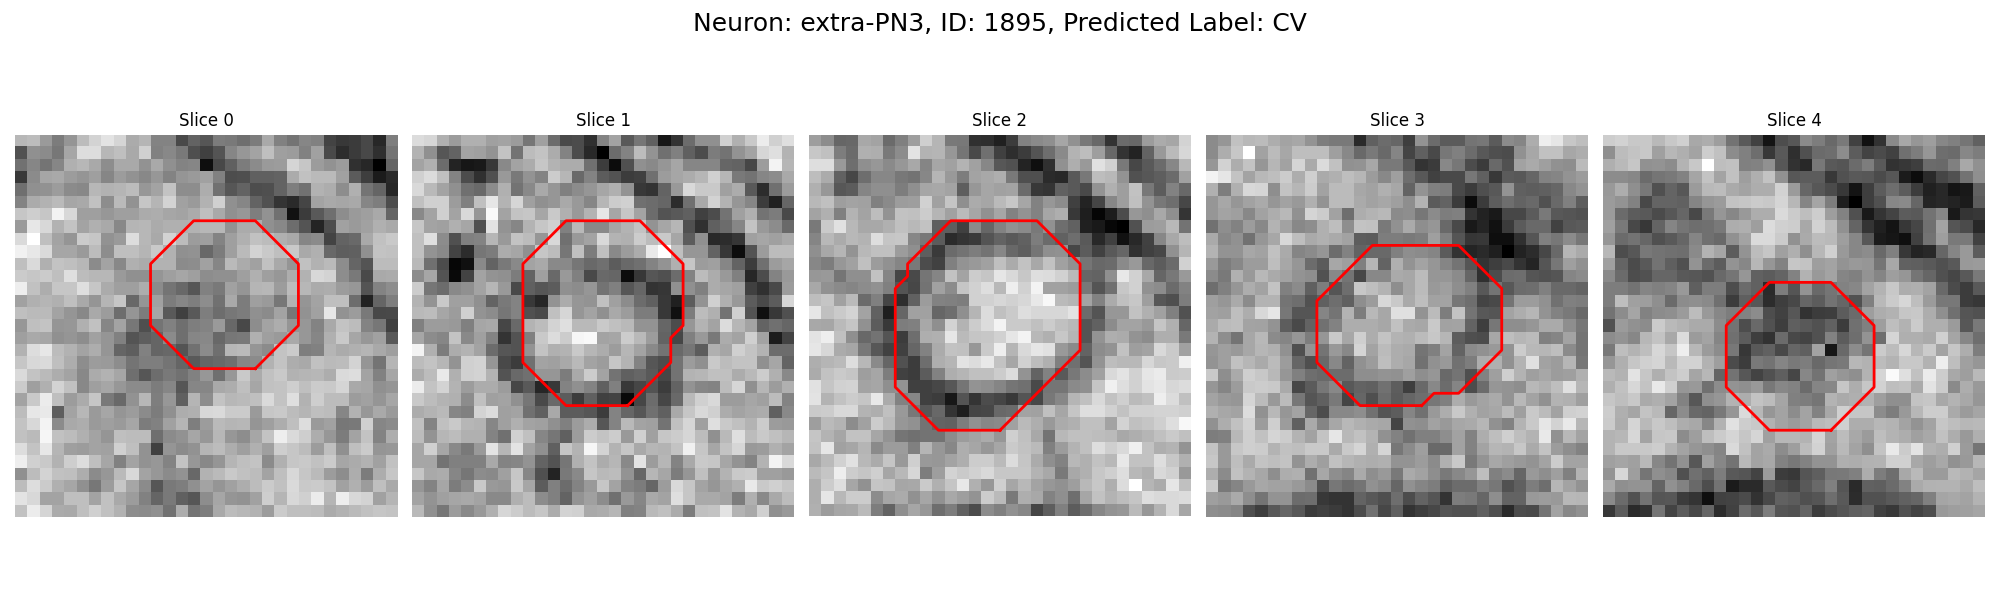 Neuron: extra-PN3, ID: 1895, Predicted Label: CV
Slice 0
Slice 1
Slice 2
Slice 3
Slice 4